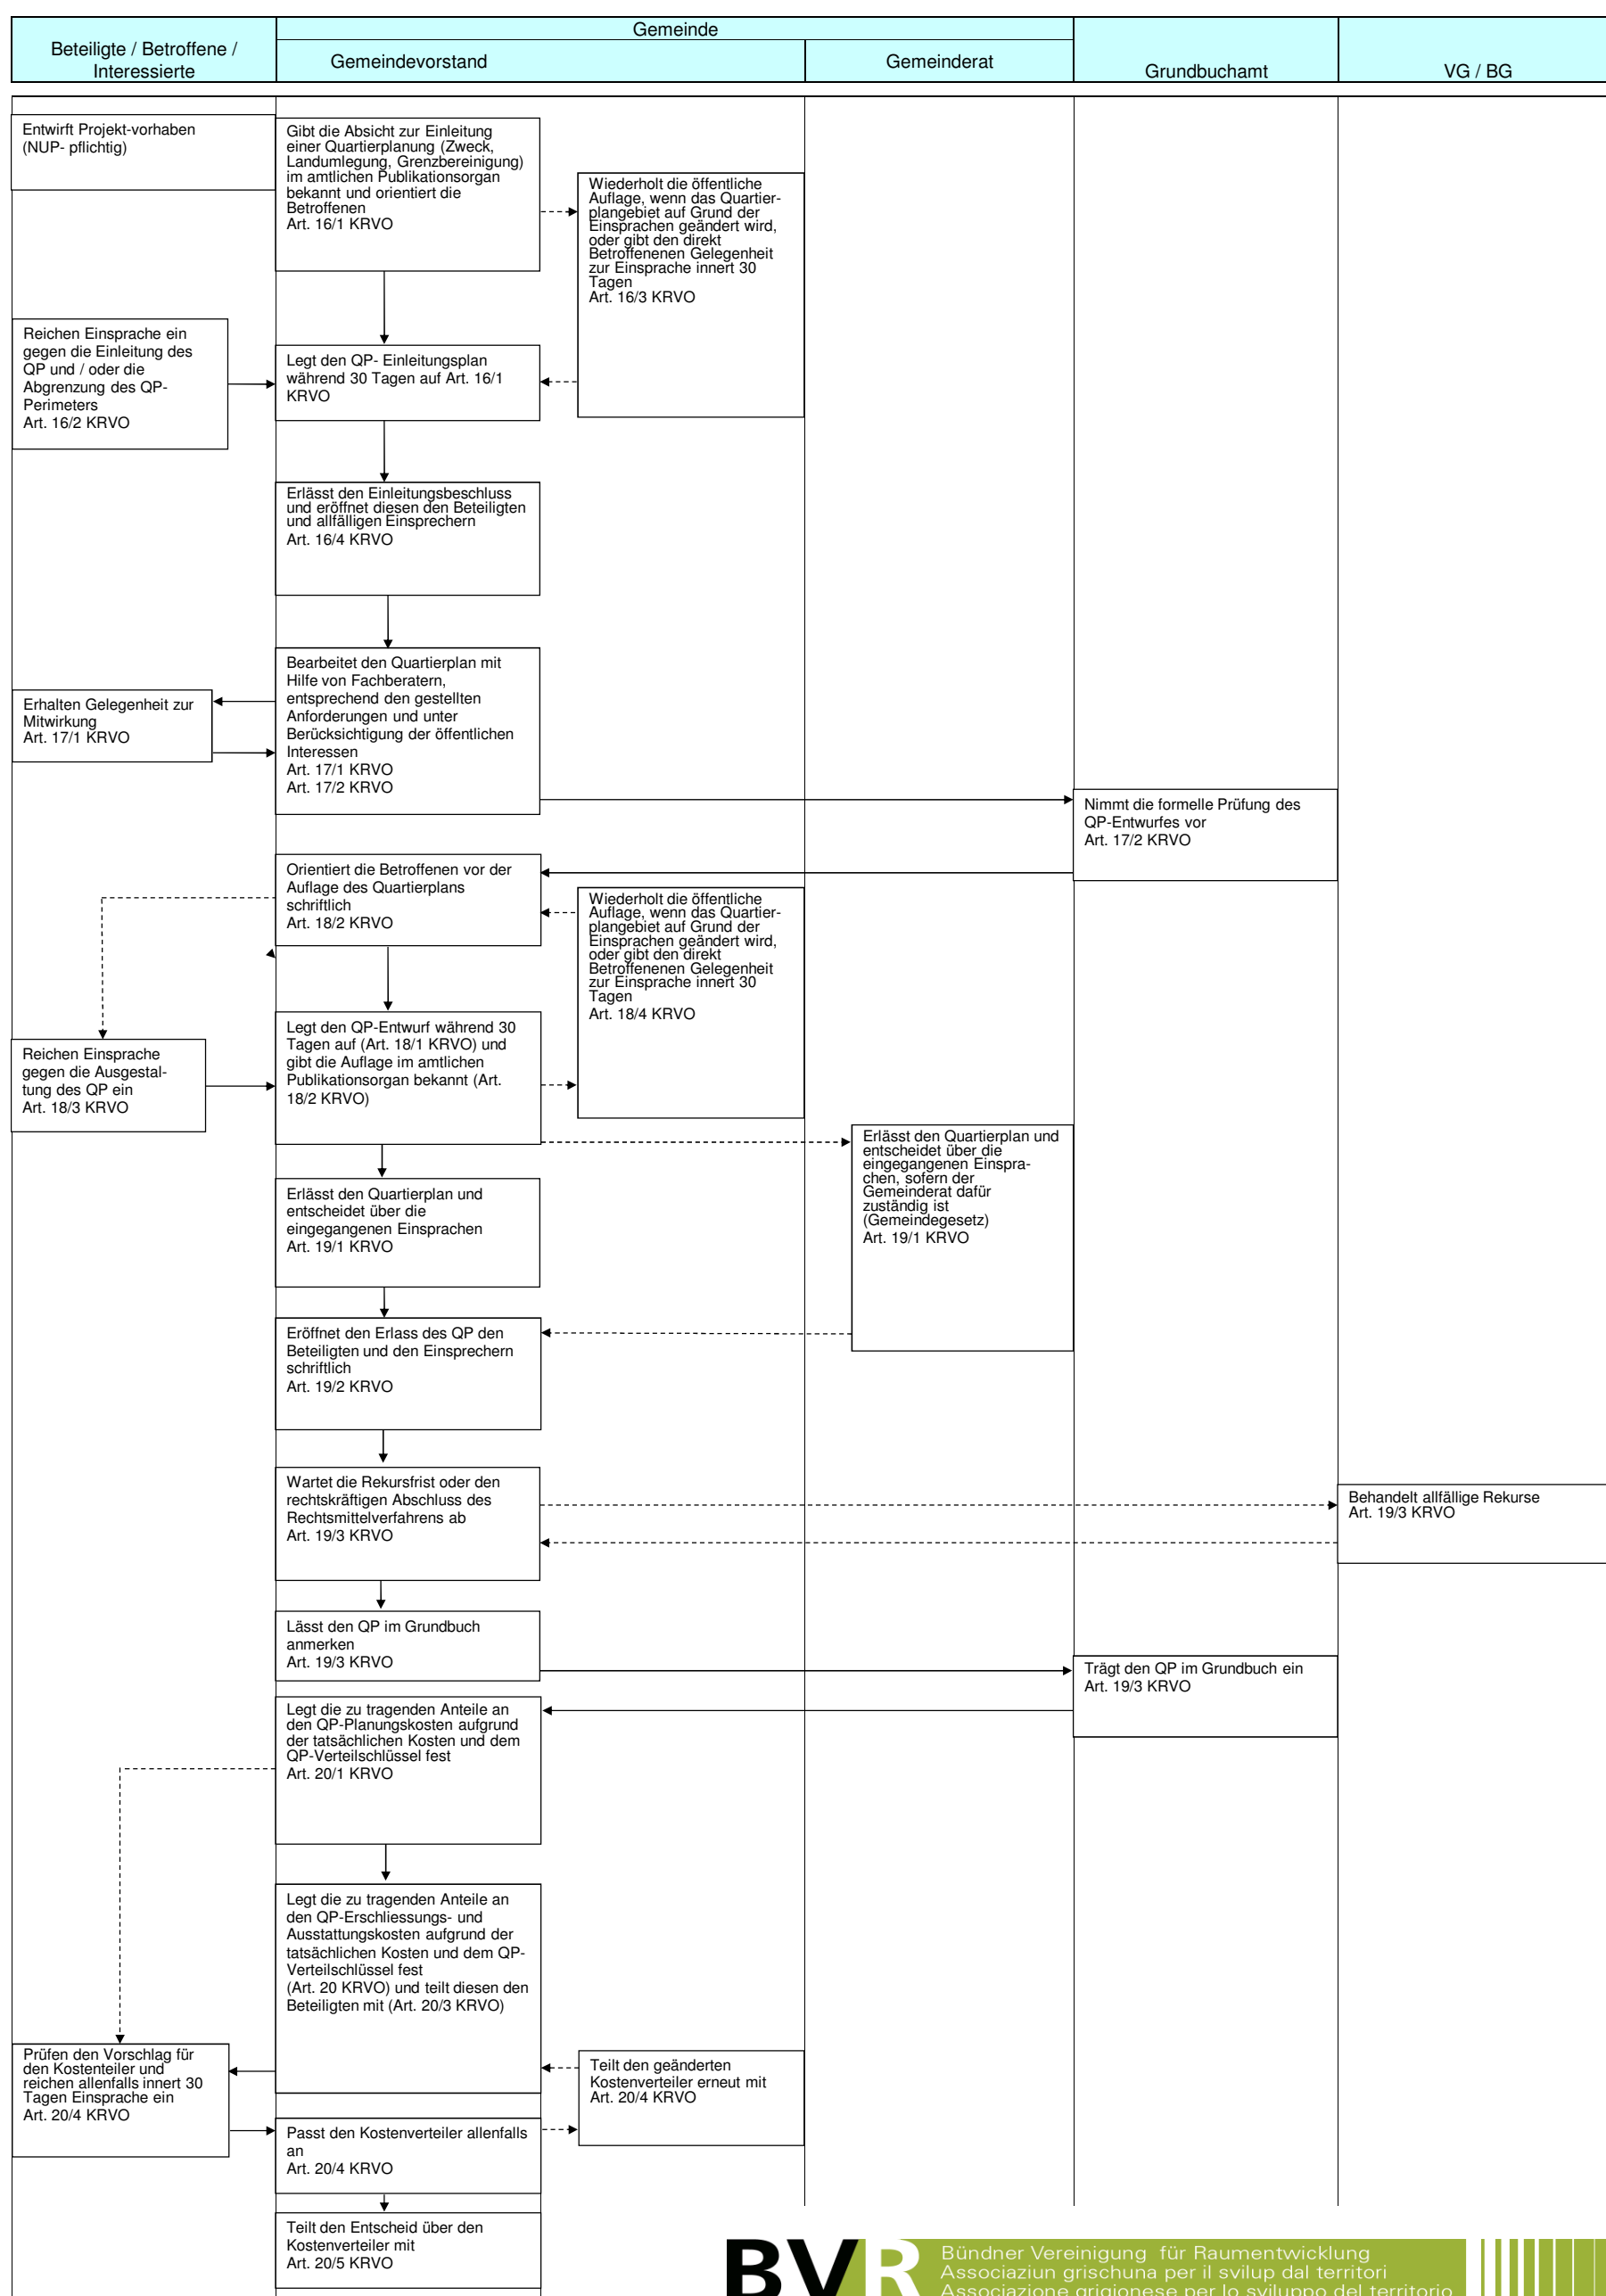 Gemeinde
Beteiligte / Betroffene /
Interessierte
Gemeindevorstand
Gemeinderat
Grundbuchamt
VG / BG
Entwirft Projekt-vorhaben
(NUP- pflichtig)
Gibt die Absicht zur Einleitung
einer Quartierplanung (Zweck,
Landumlegung, Grenzbereinigung)
im amtlichen Publikationsorgan
bekannt und orientiert die
Betroffenen
Art. 16/1 KRVO
Wiederholt die öffentliche
Auflage, wenn das Quartier-
plangebiet auf Grund der
Einsprachen geändert wird,
oder gibt den direkt
Betroffenenen Gelegenheit
zur Einsprache innert 30
Tagen
Art. 16/3 KRVO
Reichen Einsprache ein
gegen die Einleitung des
QP und / oder die
Abgrenzung des QP-
Perimeters
Art. 16/2 KRVO
Legt den QP- Einleitungsplan
während 30 Tagen auf Art. 16/1
KRVO
Erlässt den Einleitungsbeschluss
und eröffnet diesen den Beteiligten
und allfälligen Einsprechern
Art. 16/4 KRVO
Bearbeitet den Quartierplan mit
Hilfe von Fachberatern,
entsprechend den gestellten
Anforderungen und unter
Berücksichtigung der öffentlichen
Interessen
Art. 17/1 KRVO
Art. 17/2 KRVO
Erhalten Gelegenheit zur
Mitwirkung
Art. 17/1 KRVO
Nimmt die formelle Prüfung des
QP-Entwurfes vor
Art. 17/2 KRVO
Orientiert die Betroffenen vor der
Auflage des Quartierplans
schriftlich
Art. 18/2 KRVO
Wiederholt die öffentliche
Auflage, wenn das Quartier-
plangebiet auf Grund der
Einsprachen geändert wird,
oder gibt den direkt
Betroffenenen Gelegenheit
zur Einsprache innert 30
Tagen
Art. 18/4 KRVO
Legt den QP-Entwurf während 30
Tagen auf (Art. 18/1 KRVO) und
gibt die Auflage im amtlichen
Publikationsorgan bekannt (Art.
18/2 KRVO)
Reichen Einsprache
gegen die Ausgestal-
tung des QP ein
Art. 18/3 KRVO
Erlässt den Quartierplan und
entscheidet über die
eingegangenen Einspra-
chen, sofern der
Gemeinderat dafür
zuständig ist
(Gemeindegesetz)
Art. 19/1 KRVO
Erlässt den Quartierplan und
entscheidet über die
eingegangenen Einsprachen
Art. 19/1 KRVO
Eröffnet den Erlass des QP den
Beteiligten und den Einsprechern
schriftlich
Art. 19/2 KRVO
Wartet die Rekursfrist oder den
rechtskräftigen Abschluss des
Rechtsmittelverfahrens ab
Art. 19/3 KRVO
Behandelt allfällige Rekurse
Art. 19/3 KRVO
Lässt den QP im Grundbuch
anmerken
Art. 19/3 KRVO
Trägt den QP im Grundbuch ein
Art. 19/3 KRVO
Legt die zu tragenden Anteile an
den QP-Planungskosten aufgrund
der tatsächlichen Kosten und dem
QP-Verteilschlüssel fest
Art. 20/1 KRVO
Legt die zu tragenden Anteile an
den QP-Erschliessungs- und
Ausstattungskosten aufgrund der
tatsächlichen Kosten und dem QP-
Verteilschlüssel fest
(Art. 20 KRVO) und teilt diesen den
Beteiligten mit (Art. 20/3 KRVO)
Prüfen den Vorschlag für
den Kostenteiler und
reichen allenfalls innert 30
Tagen Einsprache ein
Art. 20/4 KRVO
Teilt den geänderten
Kostenverteiler erneut mit
Art. 20/4 KRVO
Passt den Kostenverteiler allenfalls
an
Art. 20/4 KRVO
Teilt den Entscheid über den
Kostenverteiler mit
Art. 20/5 KRVO
BVR
Bündner Vereinigung für Raumentwicklung
Associaziun grischuna per il svilup dal territori
Associazione grigionese per lo sviluppo del territorio